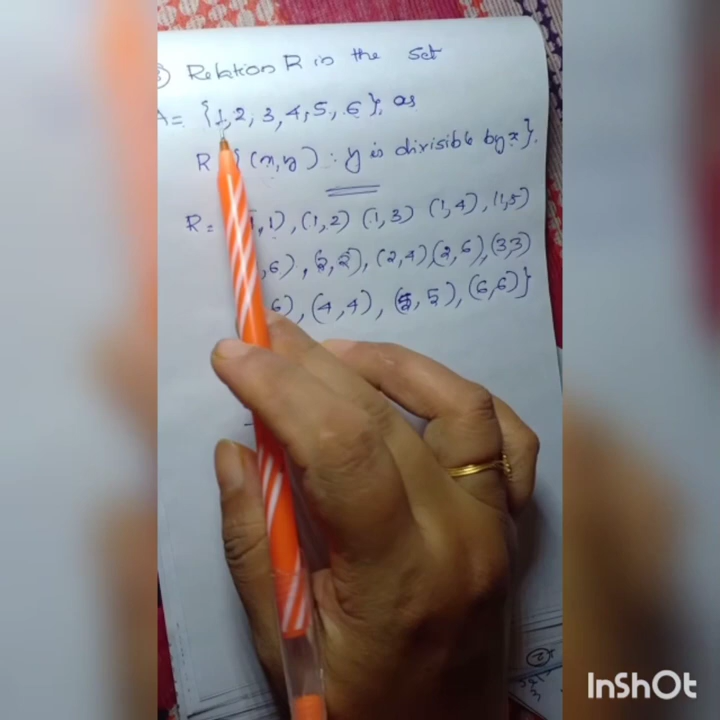 Relation R in the set
A = {1,2,3,4,5,6}, as
R {(x,y) : y is divisible by x}.
R = 1,1), (1,2) (1,3) (1,4), (1,5)
,6), (2,2), (2,4)(2,6),(3,3)
6), (4,4), (5,5), (6,6)}
InShOt